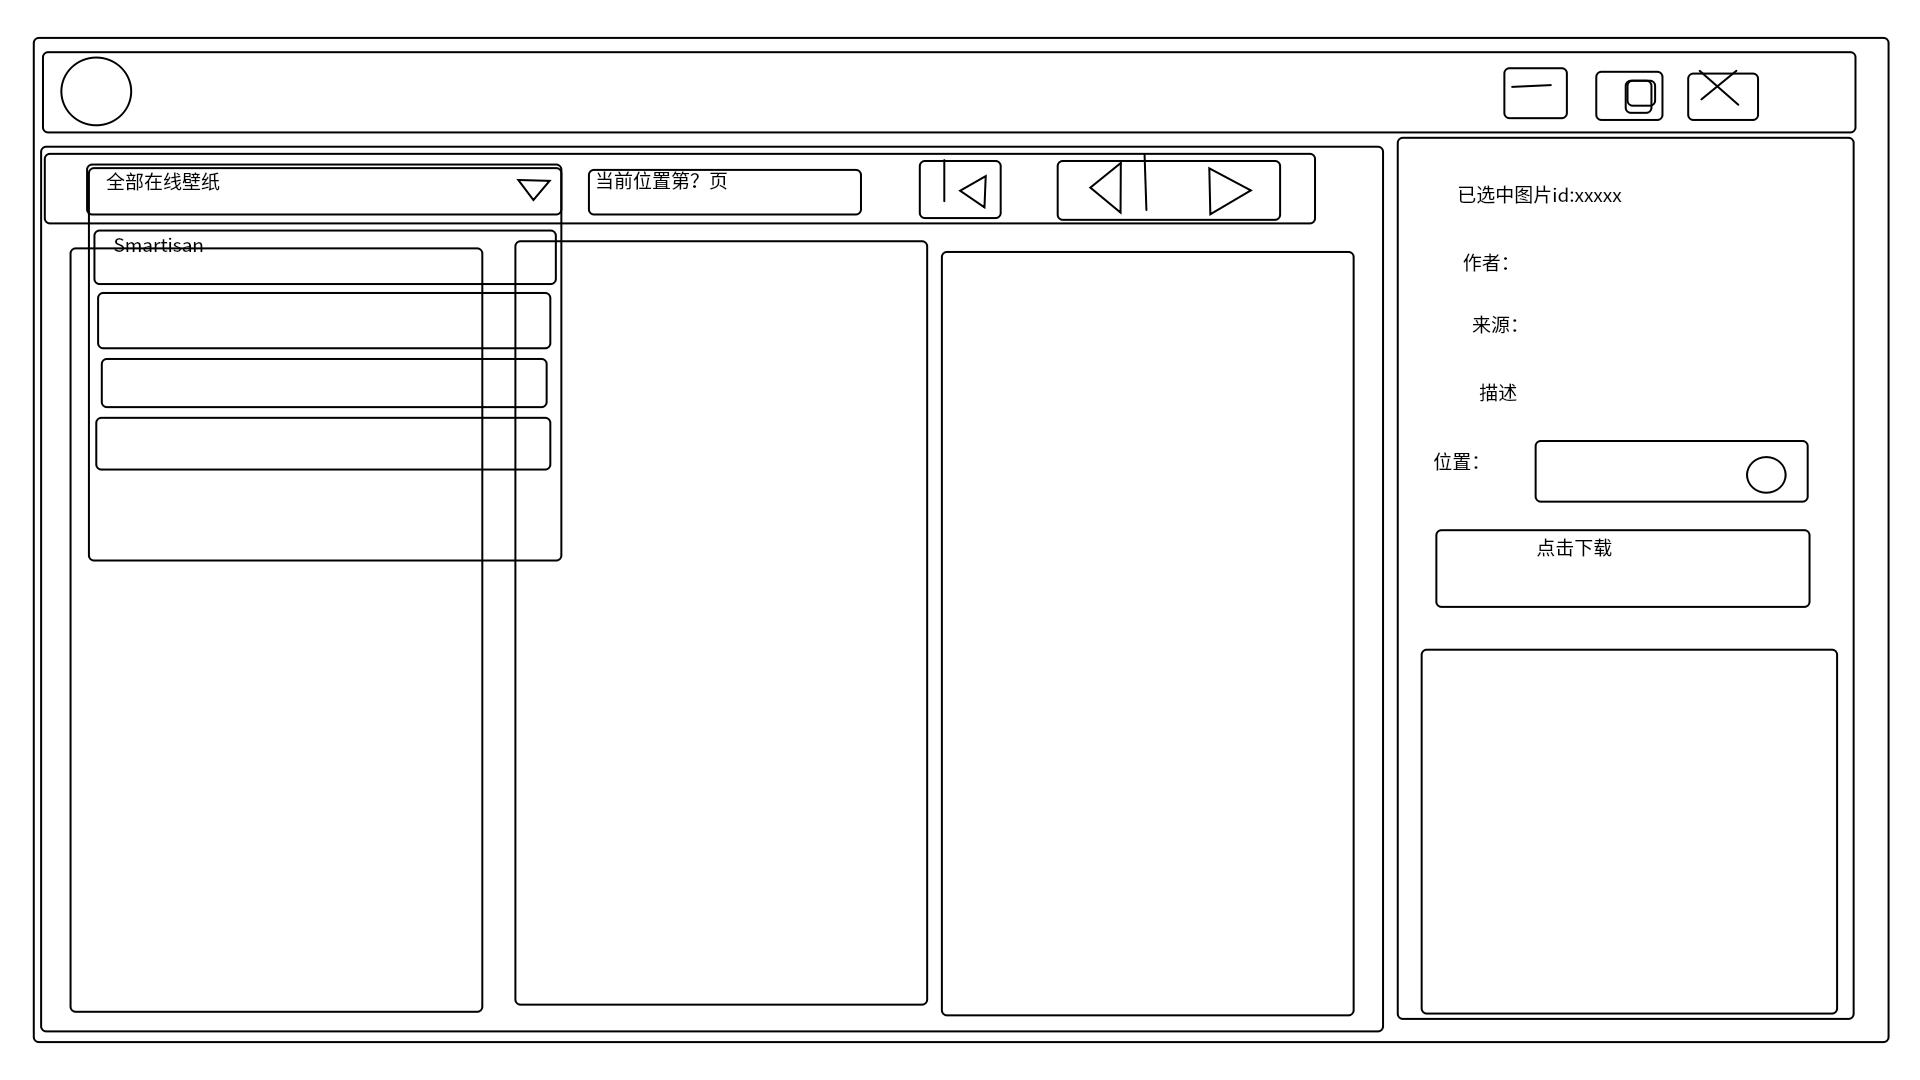 全部在线壁纸
当前位置第？页
Smartisan
已选中图片id:xxxxx
作者：
来源：
描述
位置：
点击下载